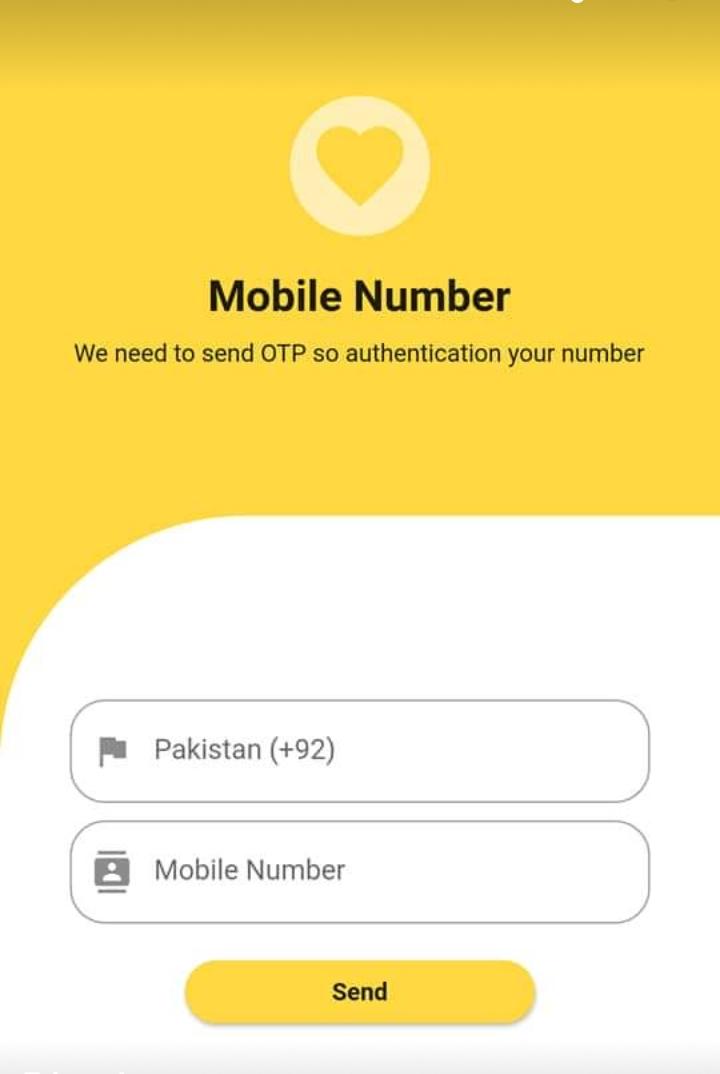 Mobile Number
We need to send OTP so authentication your number
Pakistan (+92)
Mobile Number
Send